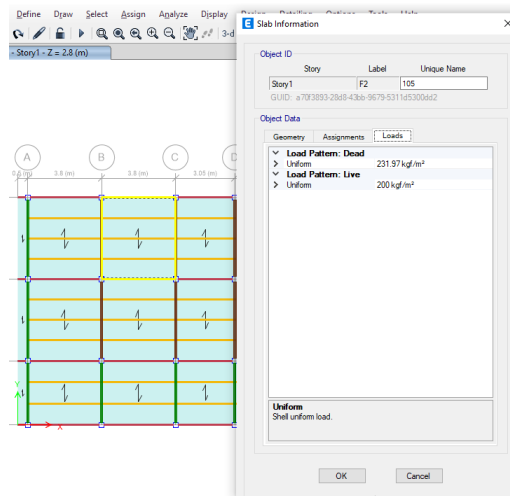 Define Draw Select Assign Analyze Display Design Detailing Options Tools Help
3-d
- Story1 - Z = 2.8 (m)
A B C D
0.5 (m) 3.8 (m) 3.8 (m) 3.05 (m)
Y
X
E Slab Information
Object ID
Story Label Unique Name
Story1 F2 105
GUID: a70f3893-28d8-43bb-9679-5311d5300dd2
Object Data
Geometry Assignments Loads
Load Pattern: Dead
Uniform 231.97 kgf/m²
Load Pattern: Live
Uniform 200 kgf/m²
Uniform
Shell uniform load.
OK Cancel